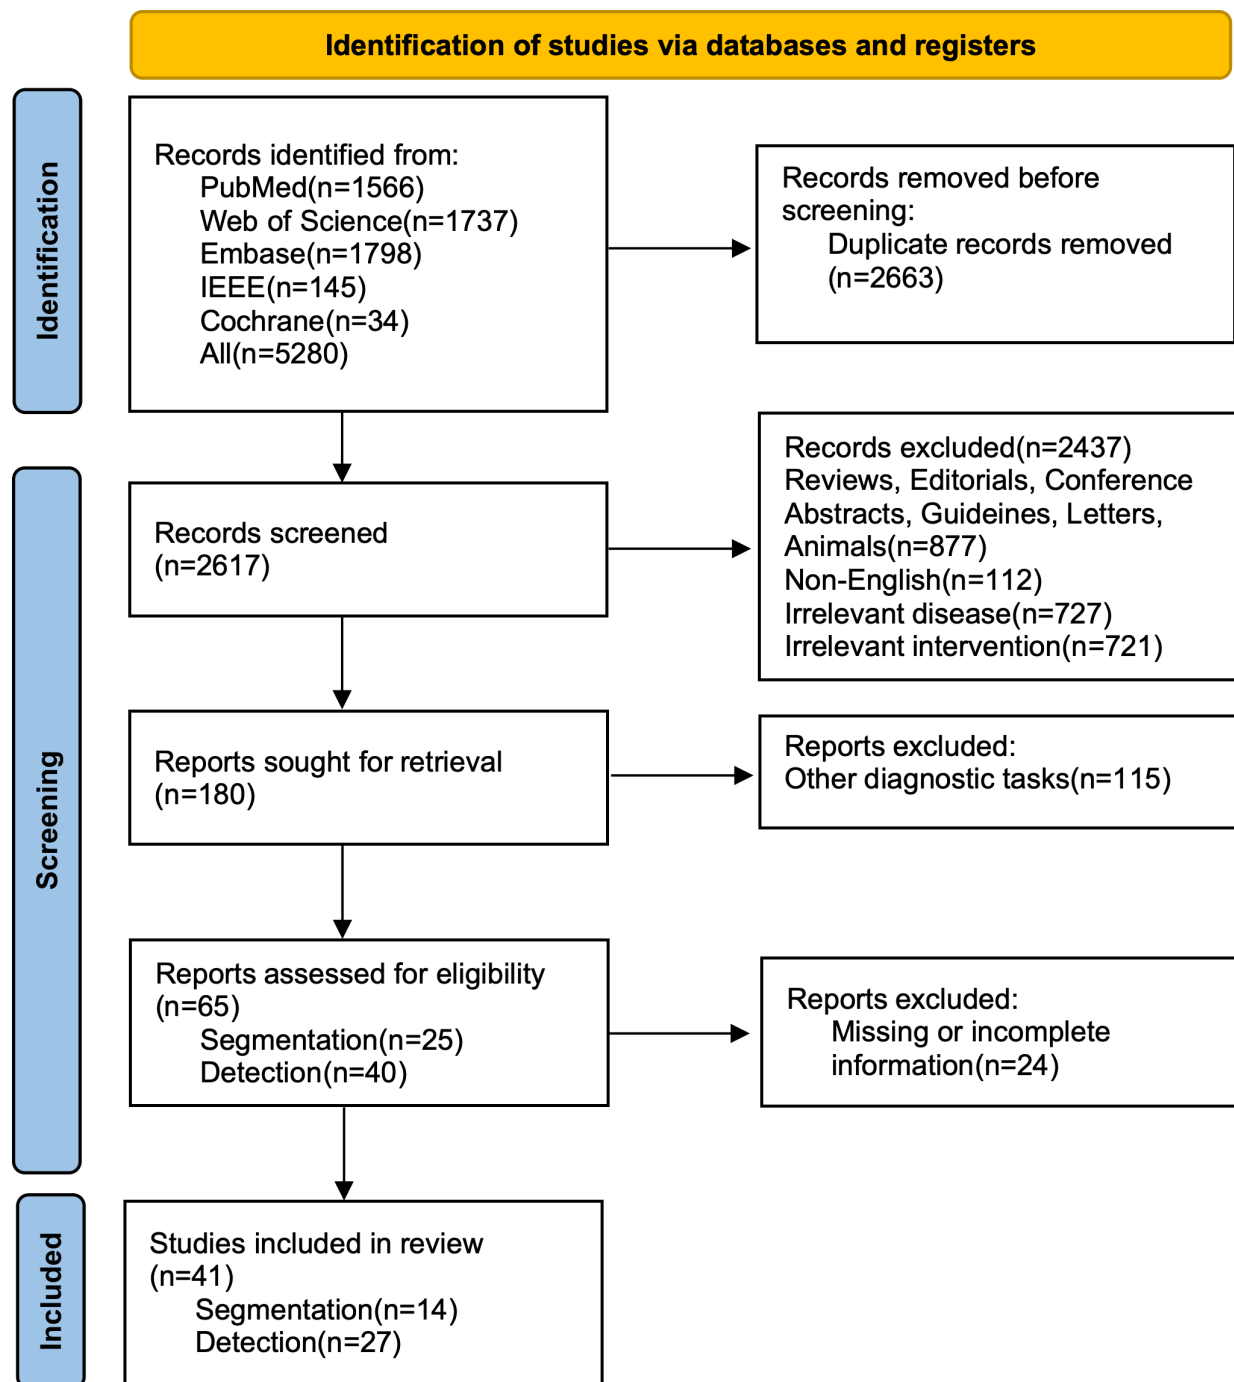 Identification of studies via databases and registers
Identification
Records identified from:
PubMed(n=1566)
Web of Science(n=1737)
Embase(n=1798)
IEEE(n=145)
Cochrane(n=34)
All(n=5280)
Records removed before
screening:
Duplicate records removed
(n=2663)
Screening
Records screened
(n=2617)
Records excluded(n=2437)
Reviews, Editorials, Conference
Abstracts, Guideines, Letters,
Animals(n=877)
Non-English(n=112)
Irrelevant disease(n=727)
Irrelevant intervention(n=721)
Reports sought for retrieval
(n=180)
Reports excluded:
Other diagnostic tasks(n=115)
Reports assessed for eligibility
(n=65)
Segmentation(n=25)
Detection(n=40)
Reports excluded:
Missing or incomplete
information(n=24)
Included
Studies included in review
(n=41)
Segmentation(n=14)
Detection(n=27)